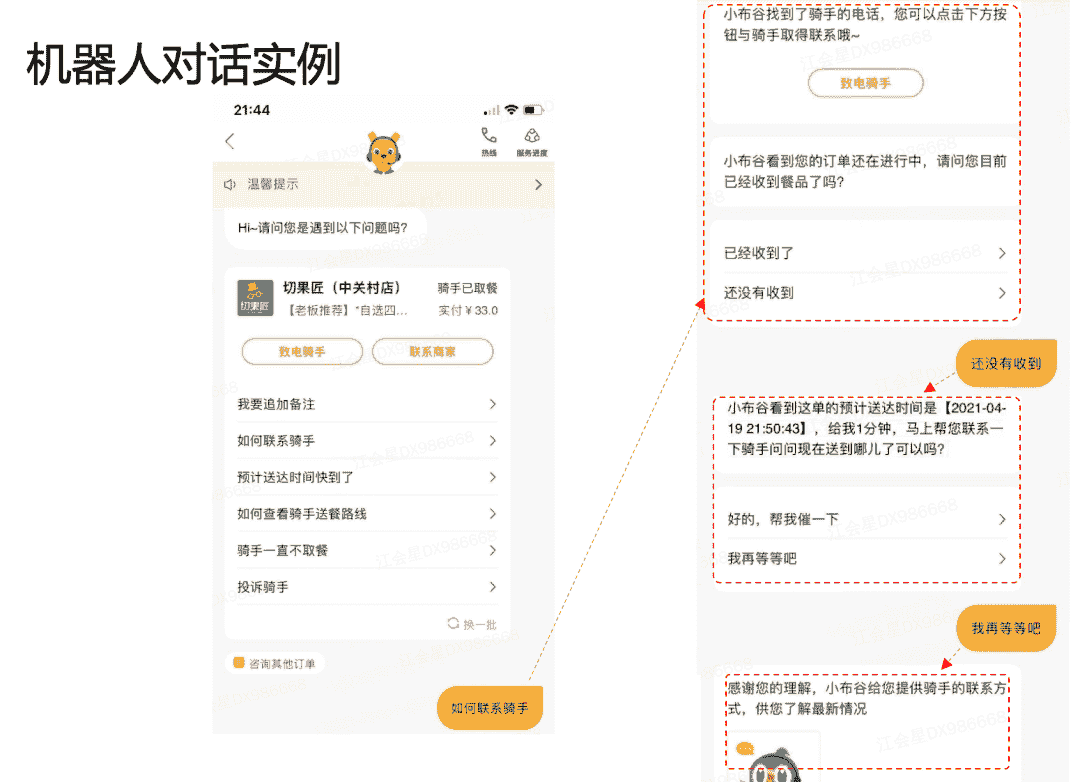 机器人对话实例
21:44
热线
服务进度
温馨提示
Hi~请问您是遇到以下问题吗?
切果匠
切果匠（中关村店）
骑手已取餐
【老板推荐】*自选四...
实付￥33.0
致电骑手
联系商家
我要追加备注
如何联系骑手
预计送达时间快到了
如何查看骑手送餐路线
骑手一直不取餐
投诉骑手
换一批
咨询其他订单
如何联系骑手
小布谷找到了骑手的电话，您可以点击下方按
钮与骑手取得联系哦~
致电骑手
小布谷看到您的订单还在进行中，请问您目前
已经收到餐品了吗?
已经收到了
还没有收到
还没有收到
小布谷看到这单的预计送达时间是【2021-04-
19 21:50:43】，给我1分钟，马上帮您联系一
下骑手问问现在送到哪儿了可以吗?
好的，帮我催一下
我再等等吧
我再等等吧
感谢您的理解，小布谷给您提供骑手的联系方
式，供您了解最新情况
江会星DX986668